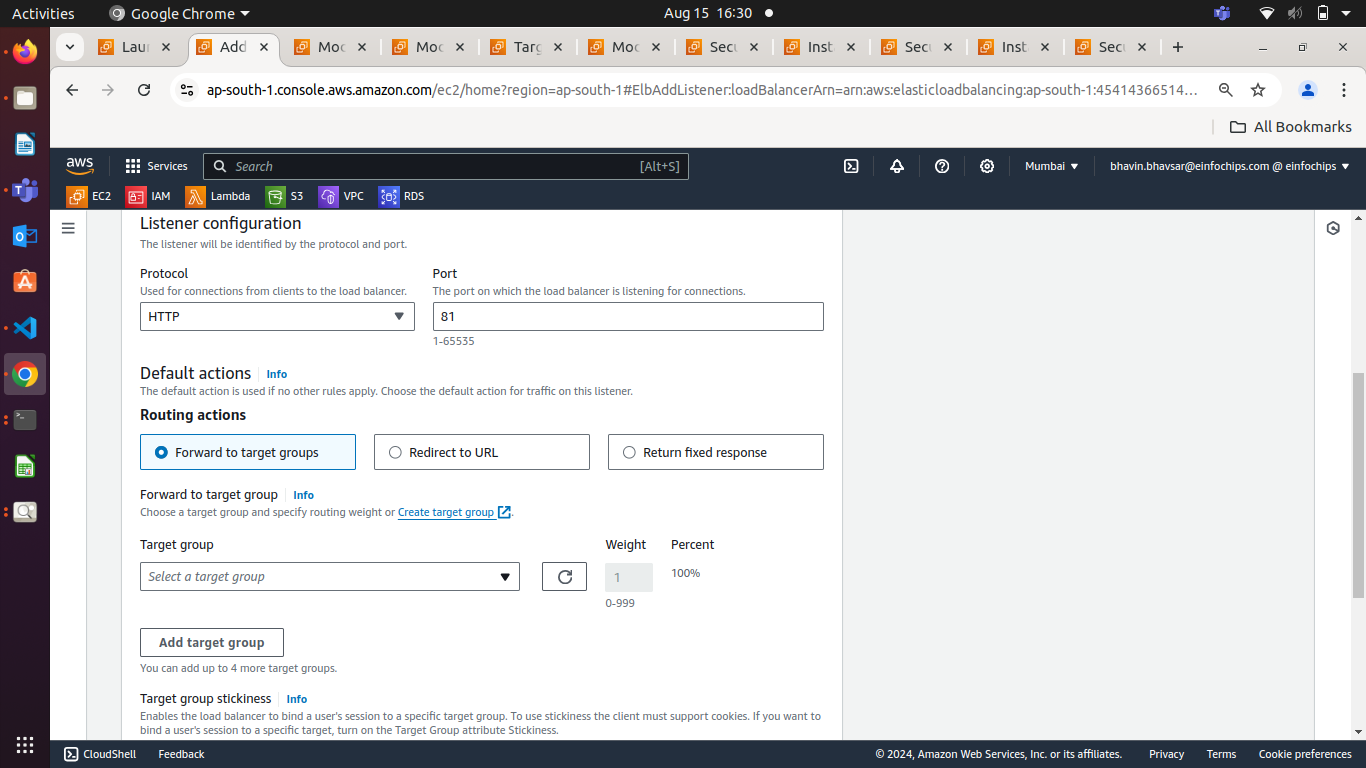 Activities
Google Chrome
Aug 15 16:30
Lau
Add
Moc
Moc
Targ
Moc
Secu
Inst
Secu
Inst
Secu
ap-south-1.console.aws.amazon.com/ec2/home?region=ap-south-1#ElbAddListener:loadBalancerArn=arn:aws:elasticloadbalancing:ap-south-1:45414366514...
All Bookmarks
aws
Services
Search
[Alt+S]
Mumbai
bhavin.bhavsar@einfochips.com @ einfochips
EC2
IAM
Lambda
S3
VPC
RDS
Listener configuration
The listener will be identified by the protocol and port.
Protocol
Used for connections from clients to the load balancer.
HTTP
Port
The port on which the load balancer is listening for connections.
81
1-65535
Default actions
Info
The default action is used if no other rules apply. Choose the default action for traffic on this listener.
Routing actions
Forward to target groups
Redirect to URL
Return fixed response
Forward to target group
Info
Choose a target group and specify routing weight or Create target group .
Target group
Weight
Percent
Select a target group
1
100%
0-999
Add target group
You can add up to 4 more target groups.
Target group stickiness
Info
Enables the load balancer to bind a user's session to a specific target group. To use stickiness the client must support cookies. If you want to
bind a user's session to a specific target, turn on the Target Group attribute Stickiness.
CloudShell
Feedback
© 2024, Amazon Web Services, Inc. or its affiliates.
Privacy
Terms
Cookie preferences